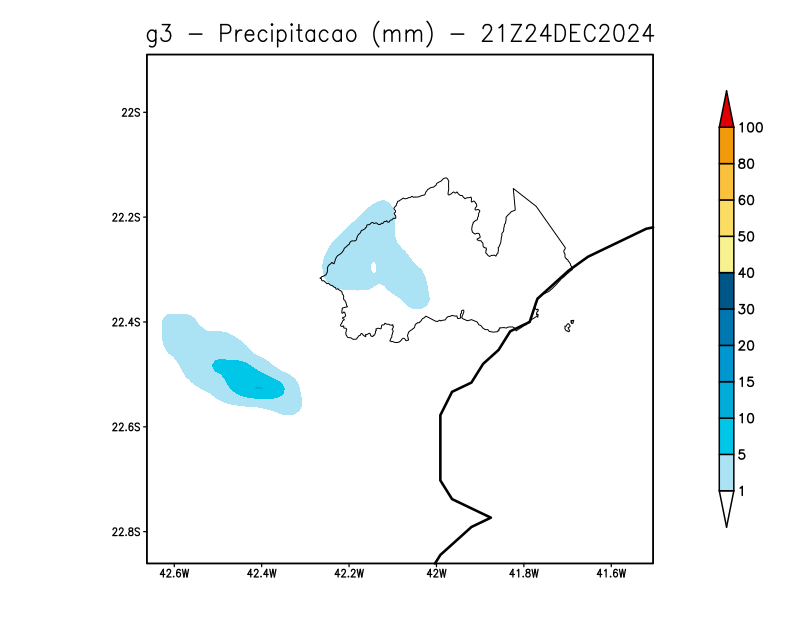 g3 − Precipitacao (mm) − 21Z24DEC2024
22S
22.2S
22.4S
22.6S
22.8S
42.6W
42.4W
42.2W
42W
41.8W
41.6W
100
80
60
50
40
30
20
15
10
5
1